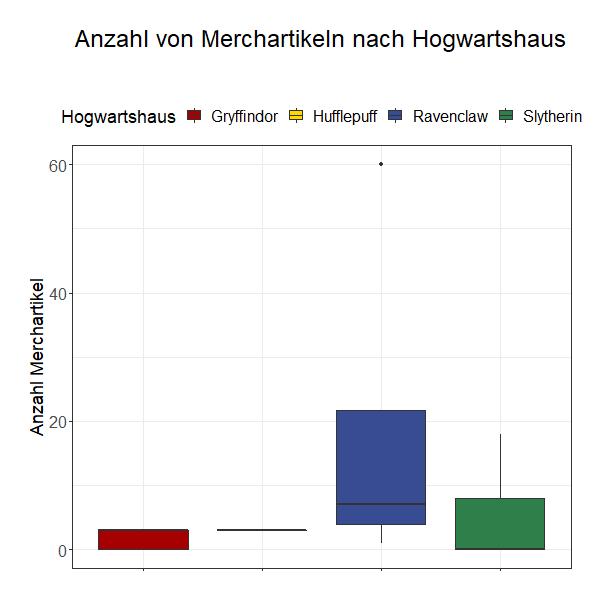 Anzahl von Merchartikeln nach Hogwartshaus
Hogwartshaus Gryffindor Hufflepuff Ravenclaw Slytherin
60
40
20
0
Anzahl Merchartikel